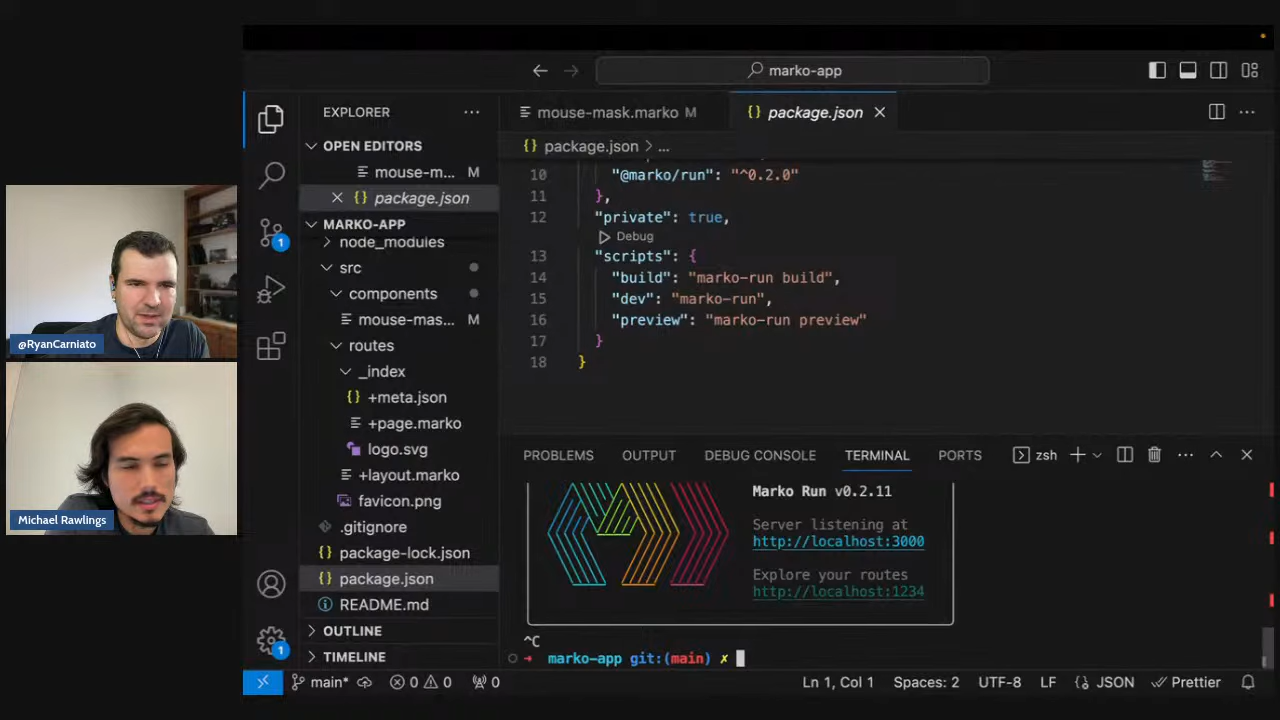 marko-app
EXPLORER
OPEN EDITORS
mouse-m... M
package.json
MARKO-APP
node_modules
src
components
mouse-mas... M
routes
_index
+meta.json
+page.marko
logo.svg
+layout.marko
favicon.png
.gitignore
package-lock.json
package.json
README.md
OUTLINE
TIMELINE
1
1
mouse-mask.marko M
package.json
package.json > ...
10 "@marko/run": "^0.2.0"
11 },
12 "private": true,
Debug
13 "scripts": {
14 "build": "marko-run build",
15 "dev": "marko-run",
16 "preview": "marko-run preview"
17 }
18 }
PROBLEMS OUTPUT DEBUG CONSOLE TERMINAL PORTS zsh
Marko Run v0.2.11
Server listening at
http://localhost:3000
Explore your routes
http://localhost:1234
^C
→ marko-app git:(main) ✗
main* 0 0 0 Ln 1, Col 1 Spaces: 2 UTF-8 LF {} JSON Prettier
@RyanCarniato
Michael Rawlings